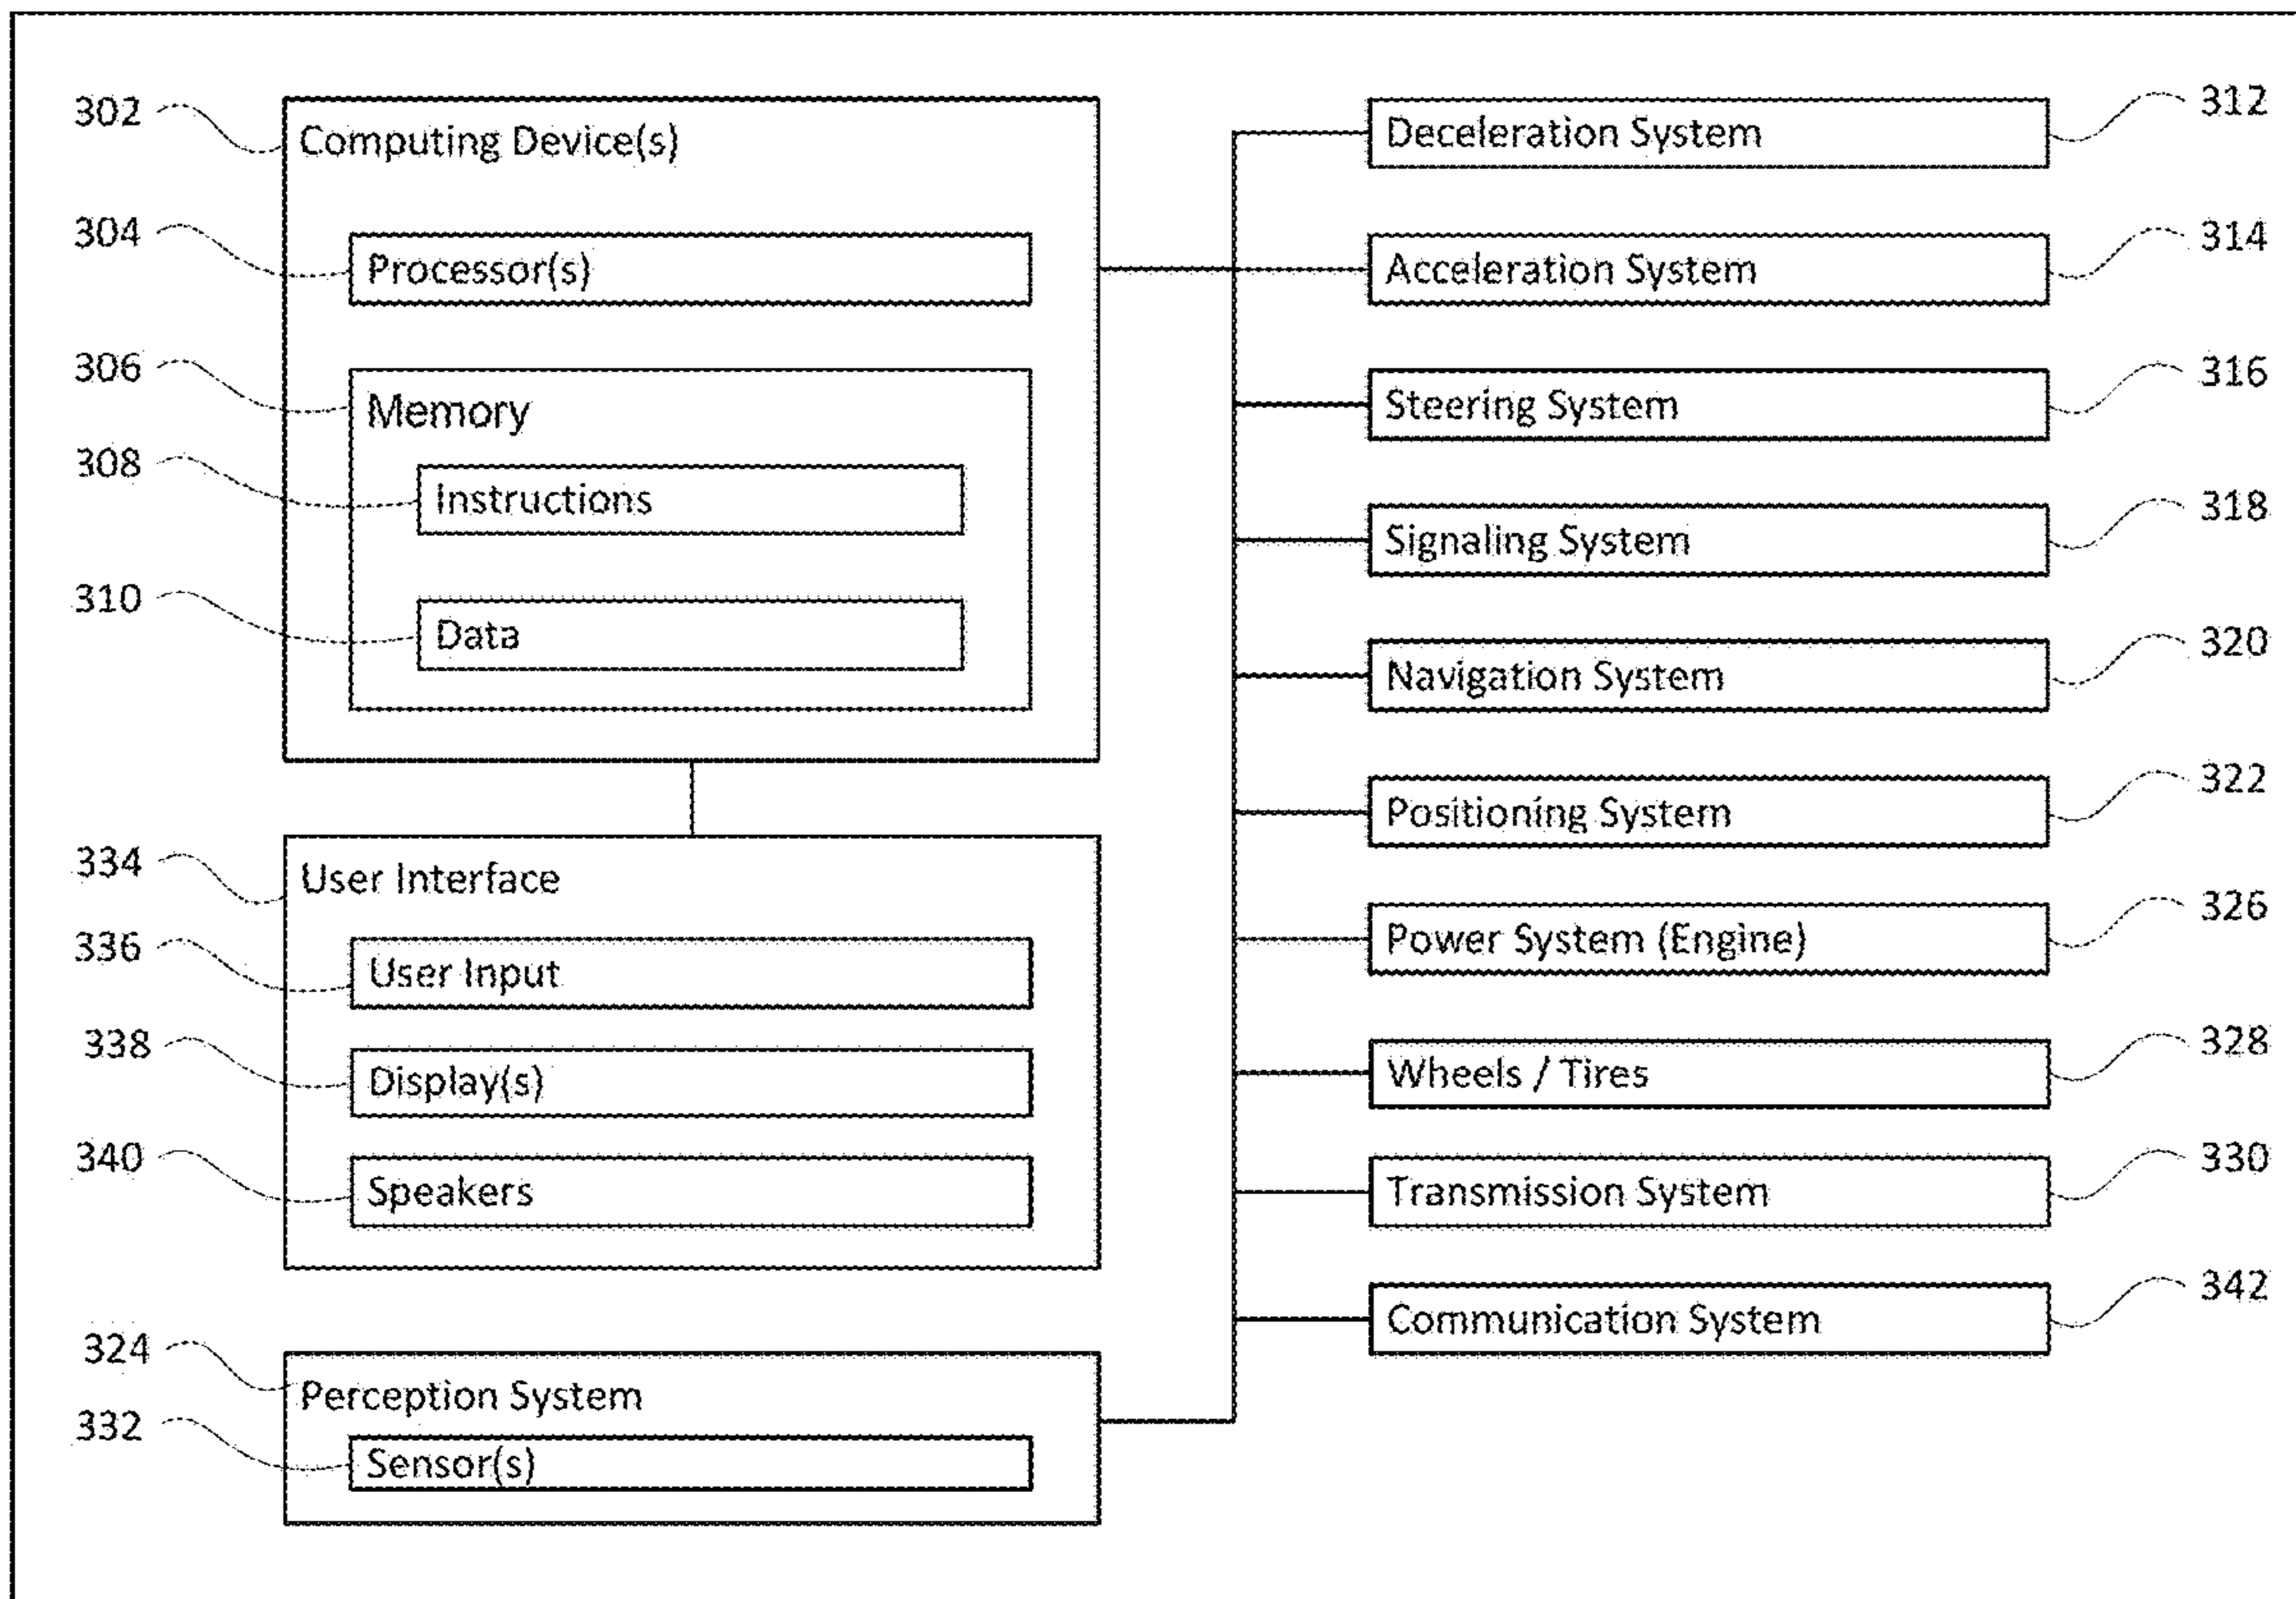 302
Computing Device(s)
304
Processor(s)
306
Memory
308
Instructions
310
Data
334
User Interface
336
User Input
338
Display(s)
340
Speakers
324
Perception System
332
Sensor(s)
Deceleration System
312
Acceleration System
314
Steering System
316
Signaling System
318
Navigation System
320
Positioning System
322
Power System (Engine)
326
Wheels / Tires
328
Transmission System
330
Communication System
342